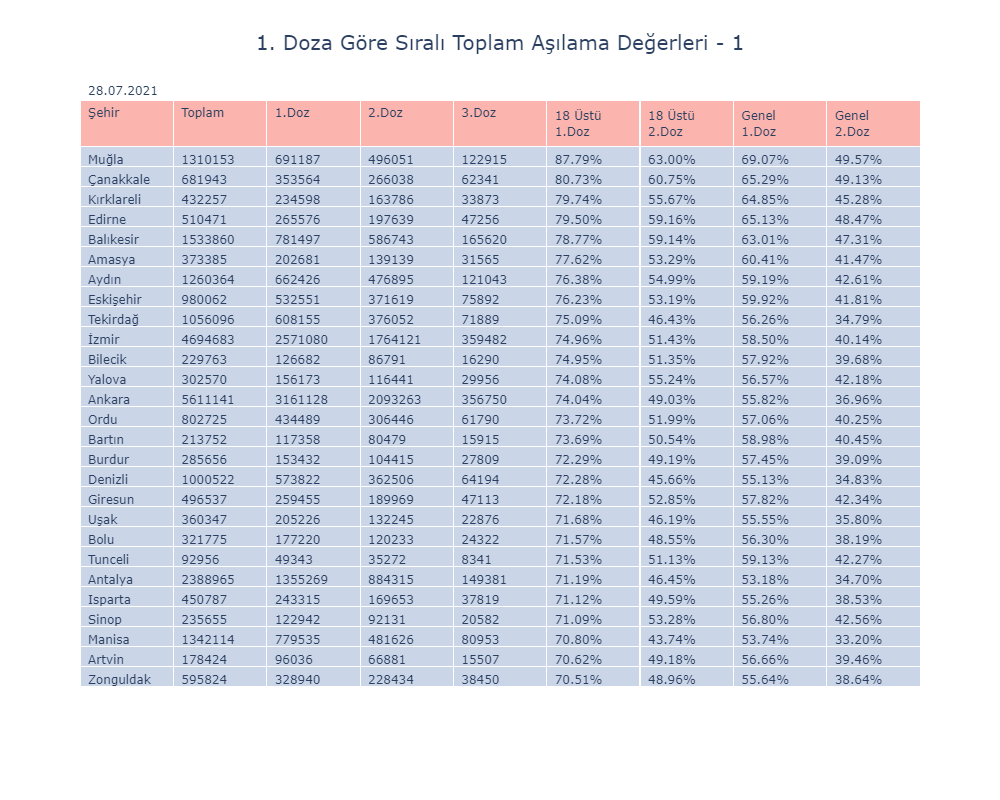 1. Doza Göre Sıralı Toplam Aşılama Değerleri - 1
28.07.2021
Şehir Toplam 1.Doz 2.Doz 3.Doz 18 Üstü 1.Doz 18 Üstü 2.Doz Genel 1.Doz Genel 2.Doz
Muğla 1310153 691187 496051 122915 87.79% 63.00% 69.07% 49.57%
Çanakkale 681943 353564 266038 62341 80.73% 60.75% 65.29% 49.13%
Kırklareli 432257 234598 163786 33873 79.74% 55.67% 64.85% 45.28%
Edirne 510471 265576 197639 47256 79.50% 59.16% 65.13% 48.47%
Balıkesir 1533860 781497 586743 165620 78.77% 59.14% 63.01% 47.31%
Amasya 373385 202681 139139 31565 77.62% 53.29% 60.41% 41.47%
Aydın 1260364 662426 476895 121043 76.38% 54.99% 59.19% 42.61%
Eskişehir 980062 532551 371619 75892 76.23% 53.19% 59.92% 41.81%
Tekirdağ 1056096 608155 376052 71889 75.09% 46.43% 56.26% 34.79%
İzmir 4694683 2571080 1764121 359482 74.96% 51.43% 58.50% 40.14%
Bilecik 229763 126682 86791 16290 74.95% 51.35% 57.92% 39.68%
Yalova 302570 156173 116441 29956 74.08% 55.24% 56.57% 42.18%
Ankara 5611141 3161128 2093263 356750 74.04% 49.03% 55.82% 36.96%
Ordu 802725 434489 306446 61790 73.72% 51.99% 57.06% 40.25%
Bartın 213752 117358 80479 15915 73.69% 50.54% 58.98% 40.45%
Burdur 285656 153432 104415 27809 72.29% 49.19% 57.45% 39.09%
Denizli 1000522 573822 362506 64194 72.28% 45.66% 55.13% 34.83%
Giresun 496537 259455 189969 47113 72.18% 52.85% 57.82% 42.34%
Uşak 360347 205226 132245 22876 71.68% 46.19% 55.55% 35.80%
Bolu 321775 177220 120233 24322 71.57% 48.55% 56.30% 38.19%
Tunceli 92956 49343 35272 8341 71.53% 51.13% 59.13% 42.27%
Antalya 2388965 1355269 884315 149381 71.19% 46.45% 53.18% 34.70%
Isparta 450787 243315 169653 37819 71.12% 49.59% 55.26% 38.53%
Sinop 235655 122942 92131 20582 71.09% 53.28% 56.80% 42.56%
Manisa 1342114 779535 481626 80953 70.80% 43.74% 53.74% 33.20%
Artvin 178424 96036 66881 15507 70.62% 49.18% 56.66% 39.46%
Zonguldak 595824 328940 228434 38450 70.51% 48.96% 55.64% 38.64%